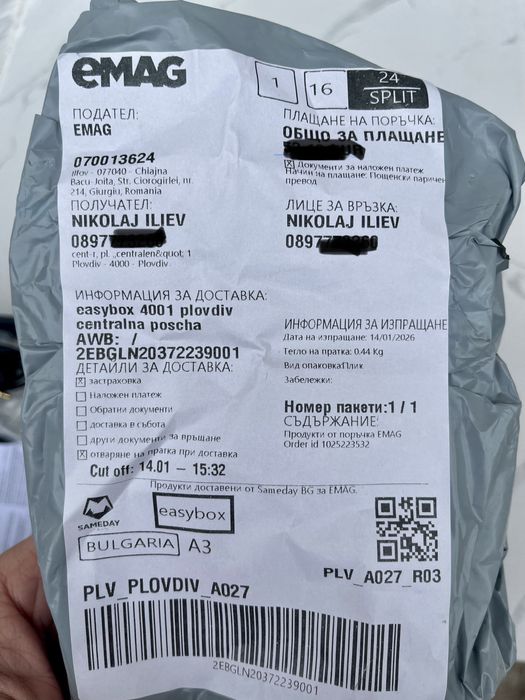 eMAG
1 16 24 SPLIT
ПОДАТЕЛ:
EMAG
070013624
Ilfov - 077040 - Chiajna
Bacu-Joita, Str. Ciorogirlei, nr.
214, Giurgiu, Romania
ПЛАЩАНЕ НА ПОРЪЧКА:
ОБЩО ЗА ПЛАЩАНЕ
Документи за наложен платеж
Начин на плащане: Пощенски паричен
превод
ПОЛУЧАТЕЛ:
NIKOLAJ ILIEV
0897
cent-r, pl. „centralen&quot; 1
Plovdiv - 4000 - Plovdiv
ЛИЦЕ ЗА ВРЪЗКА:
NIKOLAJ ILIEV
0897
ИНФОРМАЦИЯ ЗА ДОСТАВКА:
easybox 4001 plovdiv
centralna poscha
AWB: /
2EBGLN20372239001
ДЕТАЙЛИ ЗА ДОСТАВКА:
застраховка
Наложен платеж
Обратни документи
доставка в събота
други документи за връщане
отваряне на пратка при доставка
Cut off: 14.01 – 15:32
ИНФОРМАЦИЯ ЗА ИЗПРАЩАНЕ
Дата на изпращане: 14/01/2026
Тегло на пратка: 0.44 Kg
Вид опаковка:Плик
Забележки:
Номер пакети:1 / 1
СЪДЪРЖАНИЕ:
Продукти от поръчка EMAG
Order id 1025223532
Продукти доставени от Sameday BG за EMAG.
SAMEDAY
easybox
BULGARIA A3
PLV_A027_R03
PLV_PLOVDIV_A027
2EBGLN20372239001